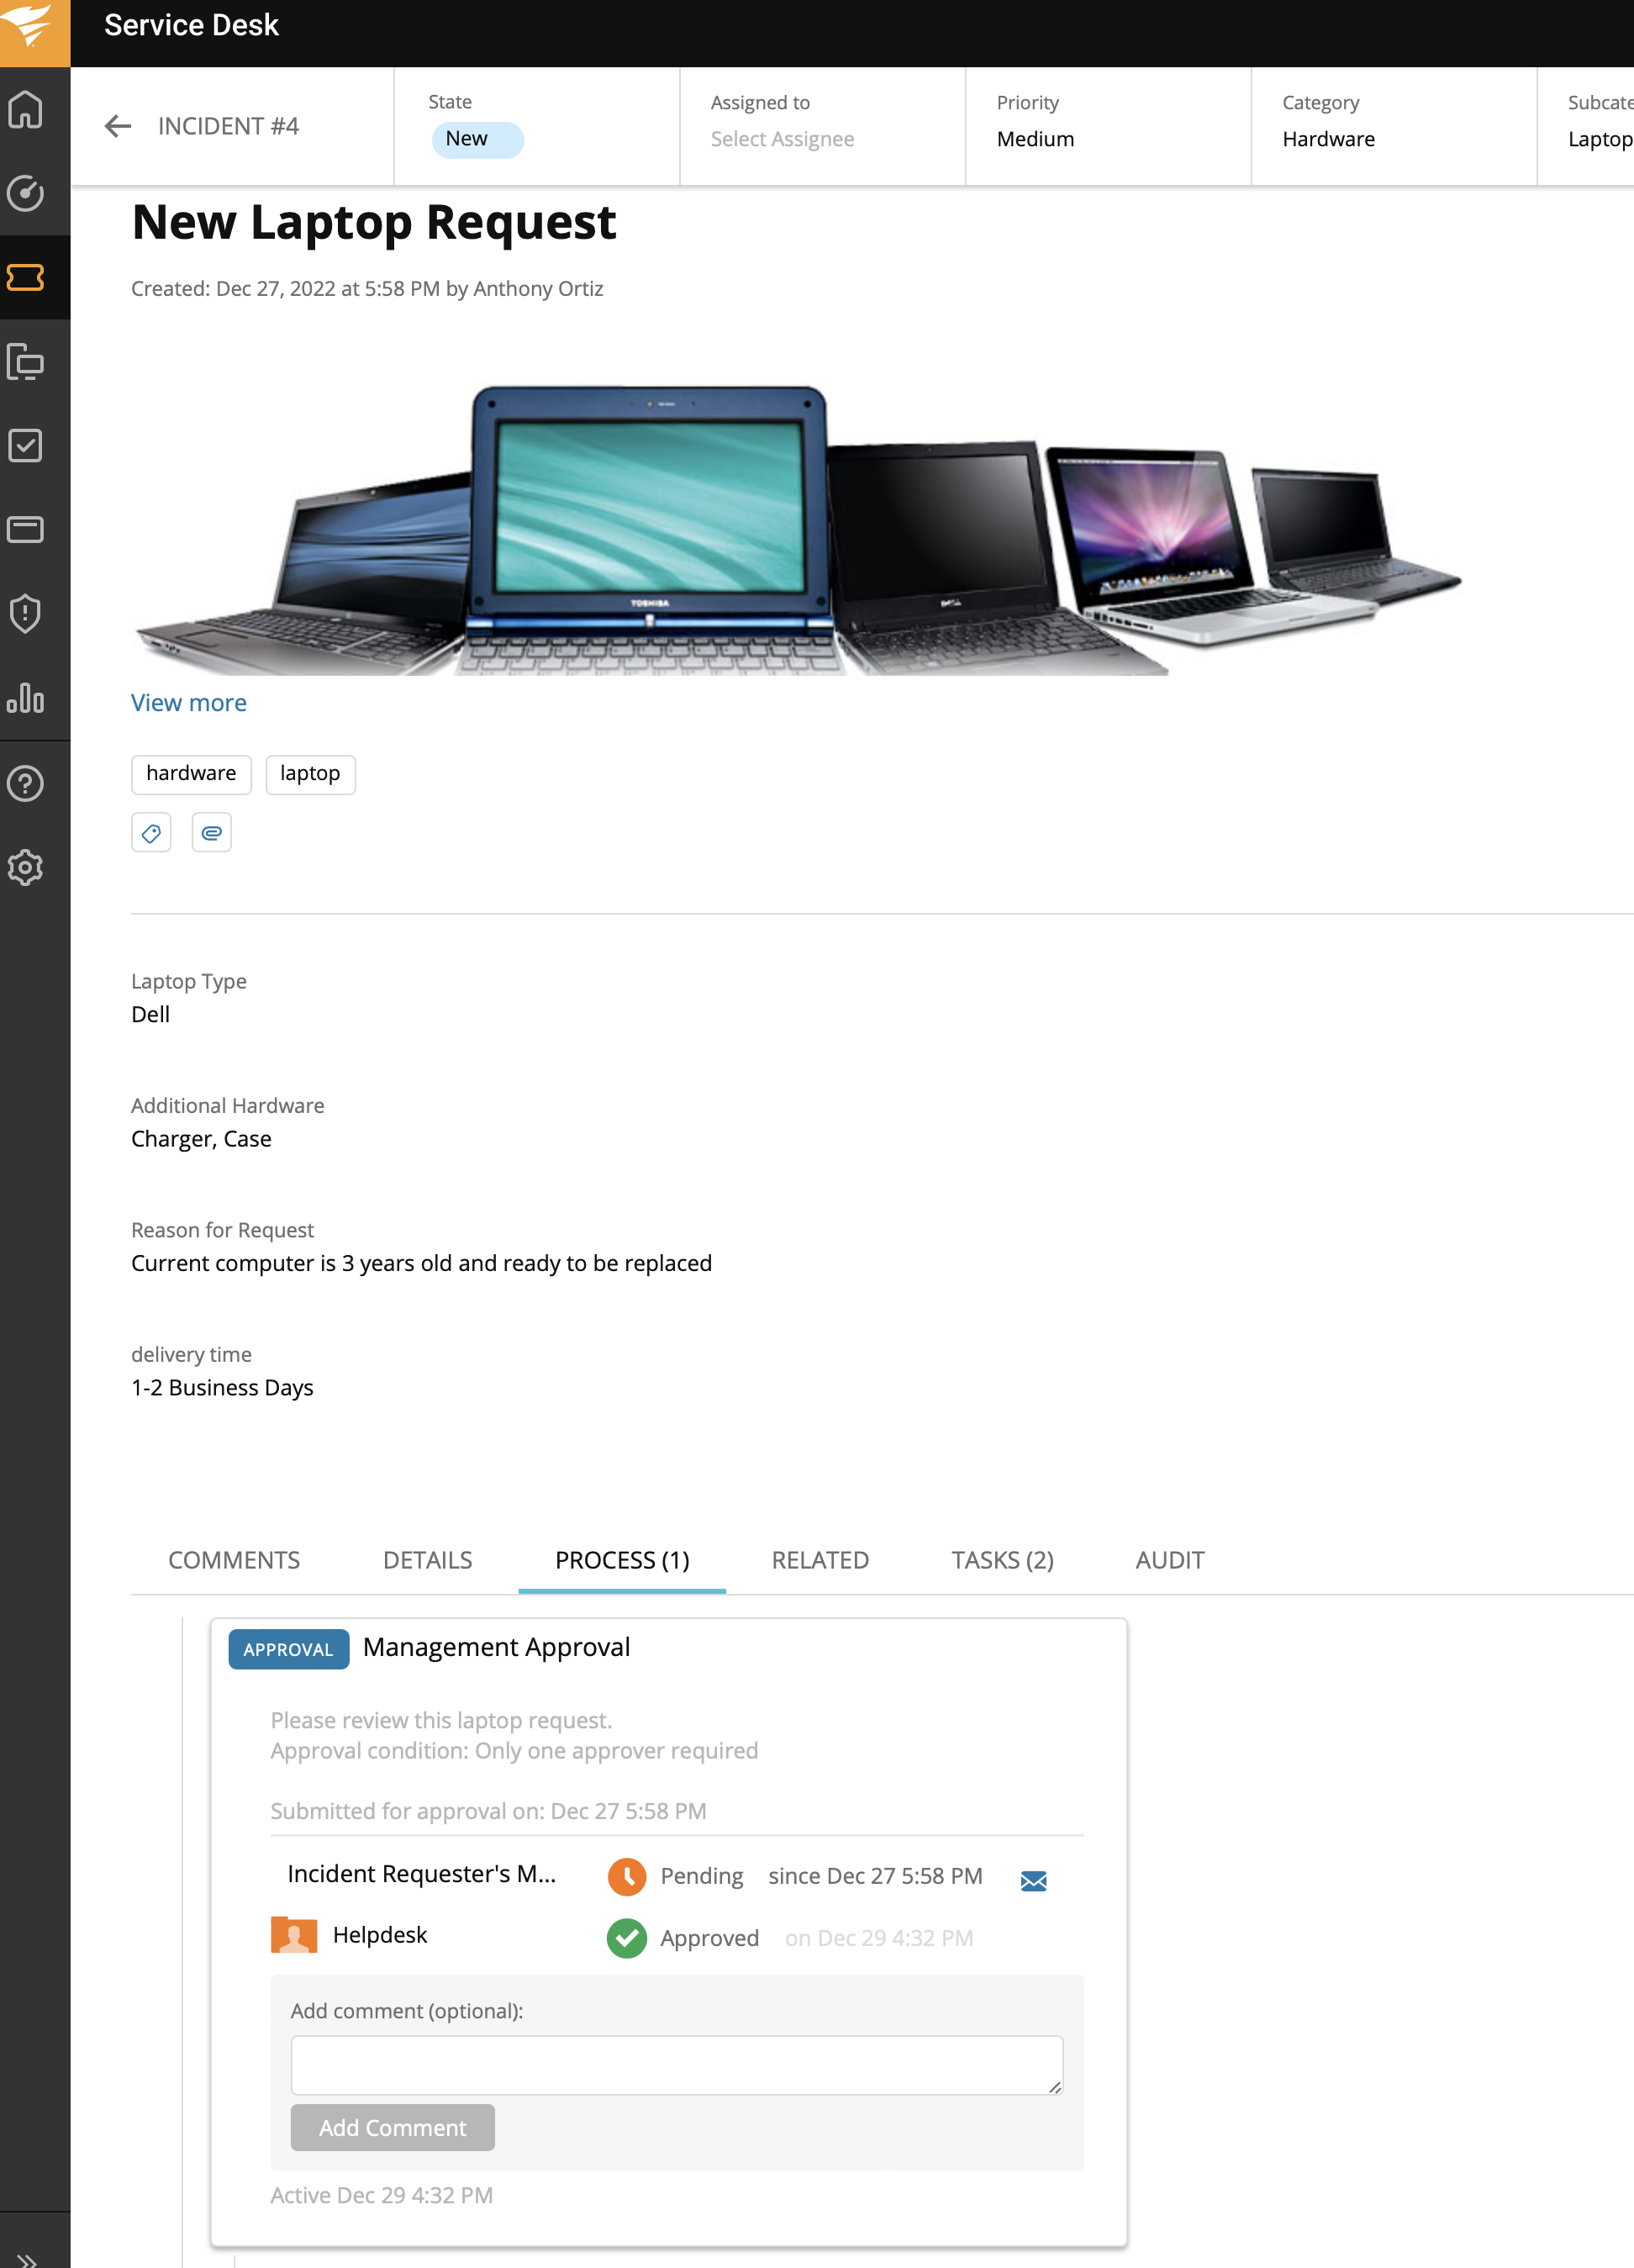 Service Desk
INCIDENT #4
State
New
Assigned to
Select Assignee
Priority
Medium
Category
Hardware
Subcate
Laptop
New Laptop Request
Created: Dec 27, 2022 at 5:58 PM by Anthony Ortiz
TOSHIBA
DELL
View more
hardware
laptop
Laptop Type
Dell
Additional Hardware
Charger, Case
Reason for Request
Current computer is 3 years old and ready to be replaced
delivery time
1-2 Business Days
COMMENTS DETAILS PROCESS (1) RELATED TASKS (2) AUDIT
APPROVAL Management Approval
Please review this laptop request.
Approval condition: Only one approver required
Submitted for approval on: Dec 27 5:58 PM
Incident Requester's M... Pending since Dec 27 5:58 PM
Helpdesk Approved on Dec 29 4:32 PM
Add comment (optional):
Add Comment
Active Dec 29 4:32 PM